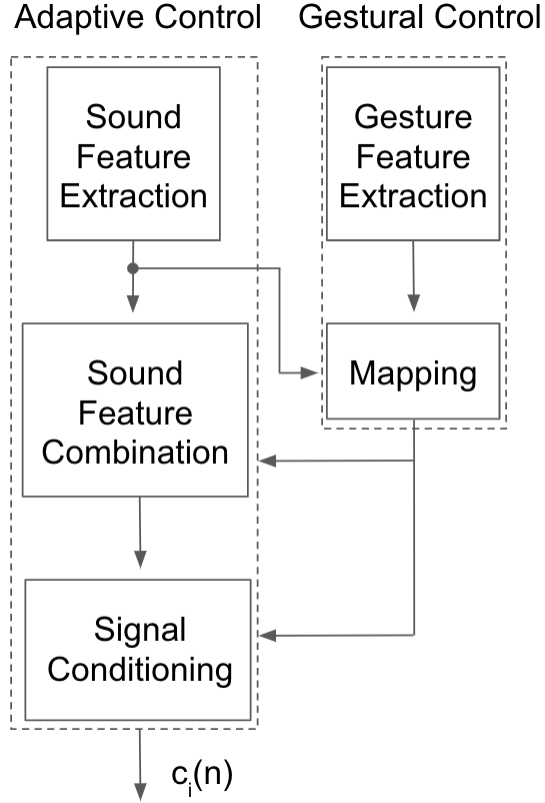 Adaptive Control
Gestural Control
Sound
Feature
Extraction
Gesture
Feature
Extraction
Sound
Feature
Combination
Mapping
Signal
Conditioning
cᵢ(n)